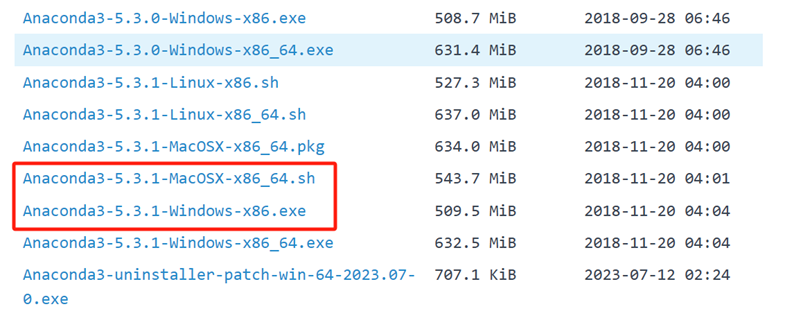 Anaconda3-5.3.0-Windows-x86.exe 508.7 MiB 2018-09-28 06:46
Anaconda3-5.3.0-Windows-x86_64.exe 631.4 MiB 2018-09-28 06:46
Anaconda3-5.3.1-Linux-x86.sh 527.3 MiB 2018-11-20 04:00
Anaconda3-5.3.1-Linux-x86_64.sh 637.0 MiB 2018-11-20 04:00
Anaconda3-5.3.1-MacOSX-x86_64.pkg 634.0 MiB 2018-11-20 04:00
Anaconda3-5.3.1-MacOSX-x86_64.sh 543.7 MiB 2018-11-20 04:01
Anaconda3-5.3.1-Windows-x86.exe 509.5 MiB 2018-11-20 04:04
Anaconda3-5.3.1-Windows-x86_64.exe 632.5 MiB 2018-11-20 04:04
Anaconda3-uninstaller-patch-win-64-2023.07- 707.1 KiB 2023-07-12 02:24
0.exe